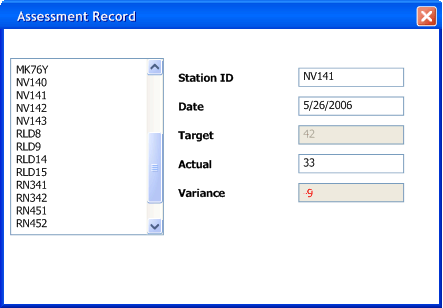 Assessment Record
MK76Y
NV140
NV141
NV142
NV143
RLD8
RLD9
RLD14
RLD15
RN341
RN342
RN451
RN452
Station ID NV141
Date 5/26/2006
Target 42
Actual 33
Variance -9